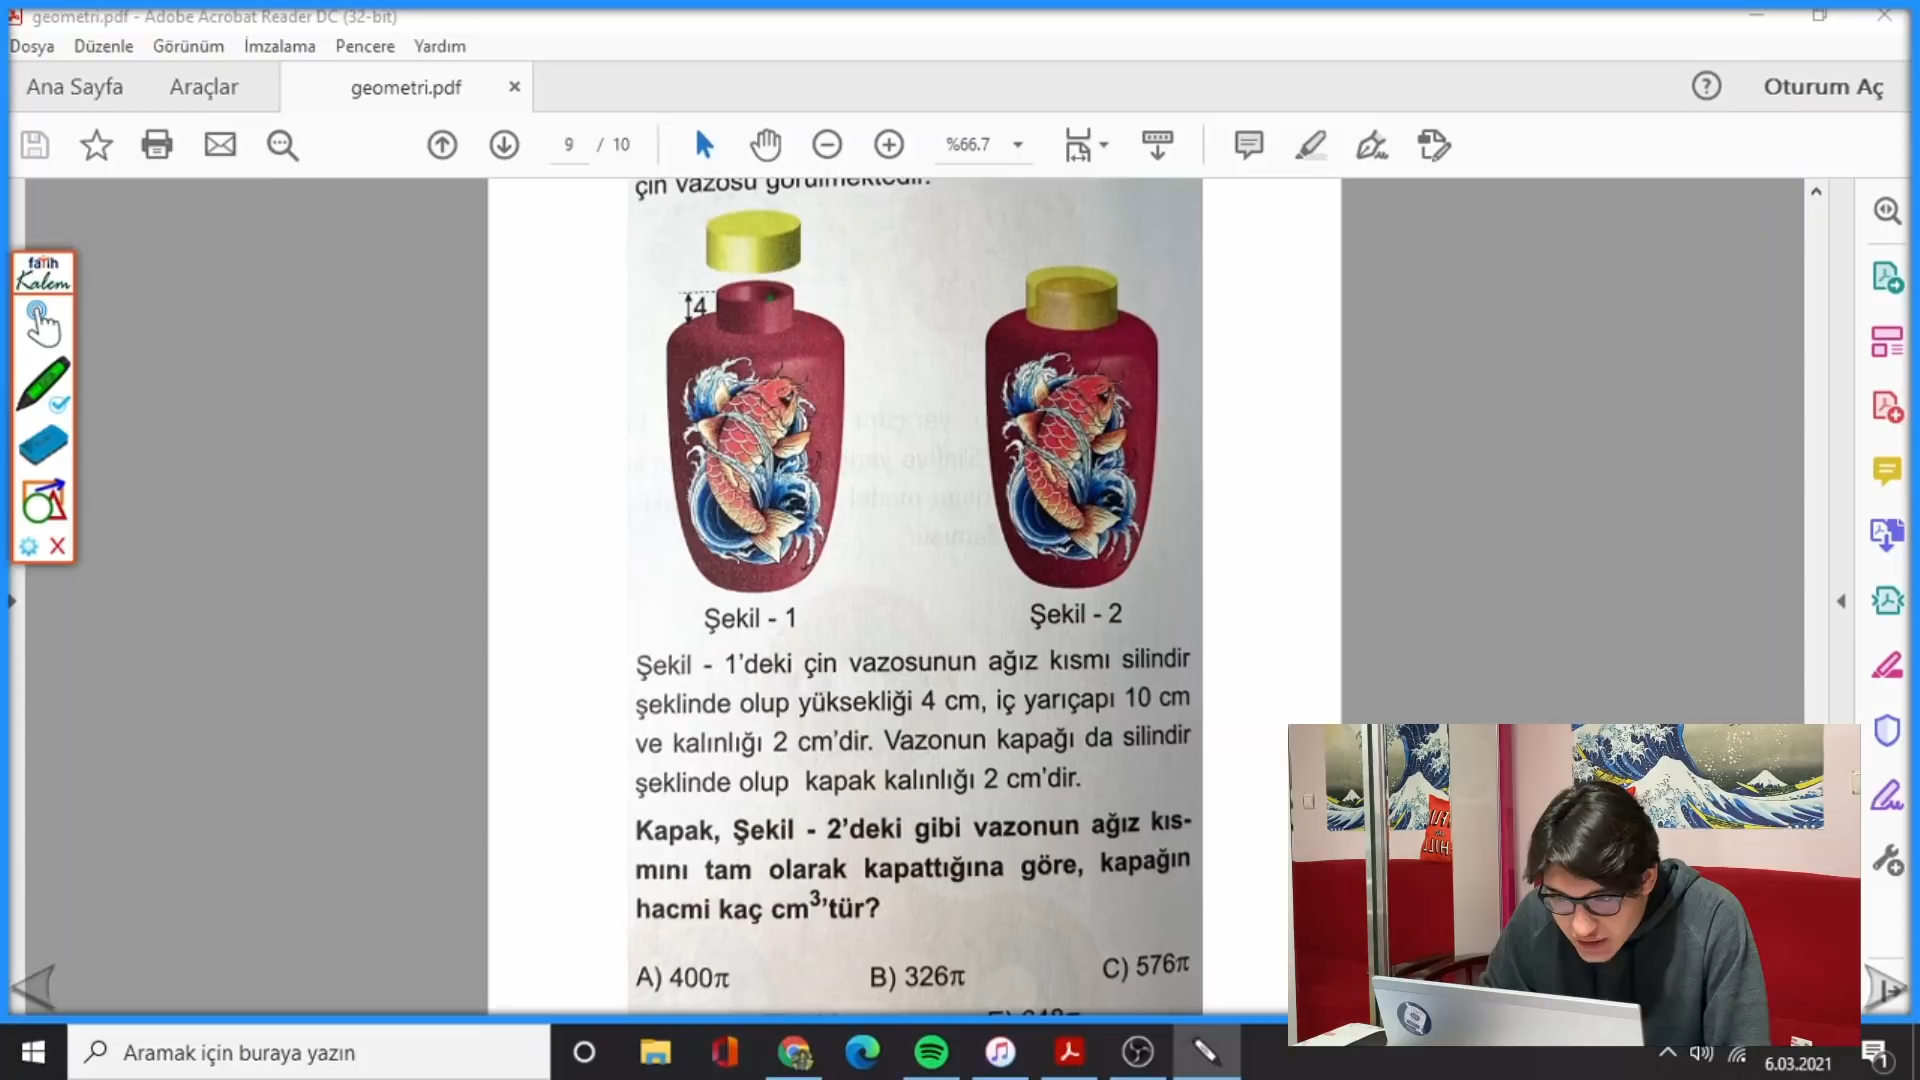 geometri.pdf - Adobe Acrobat Reader DC (32-bit)
Dosya Düzenle Görünüm İmzalama Pencere Yardım
Ana Sayfa Araçlar geometri.pdf Oturum Aç
9 / 10 %66.7
çin vazosu görülmektedir.
fatih
Kalem
4
Şekil - 1 Şekil - 2
Şekil - 1'deki çin vazosunun ağız kısmı silindir
şeklinde olup yüksekliği 4 cm, iç yarıçapı 10 cm
ve kalınlığı 2 cm'dir. Vazonun kapağı da silindir
şeklinde olup kapak kalınlığı 2 cm'dir.
Kapak, Şekil - 2'deki gibi vazonun ağız kıs-
mını tam olarak kapattığına göre, kapağın
hacmi kaç cm³'tür?
A) 400π B) 326π C) 576π
Aramak için buraya yazın
6.03.2021
1